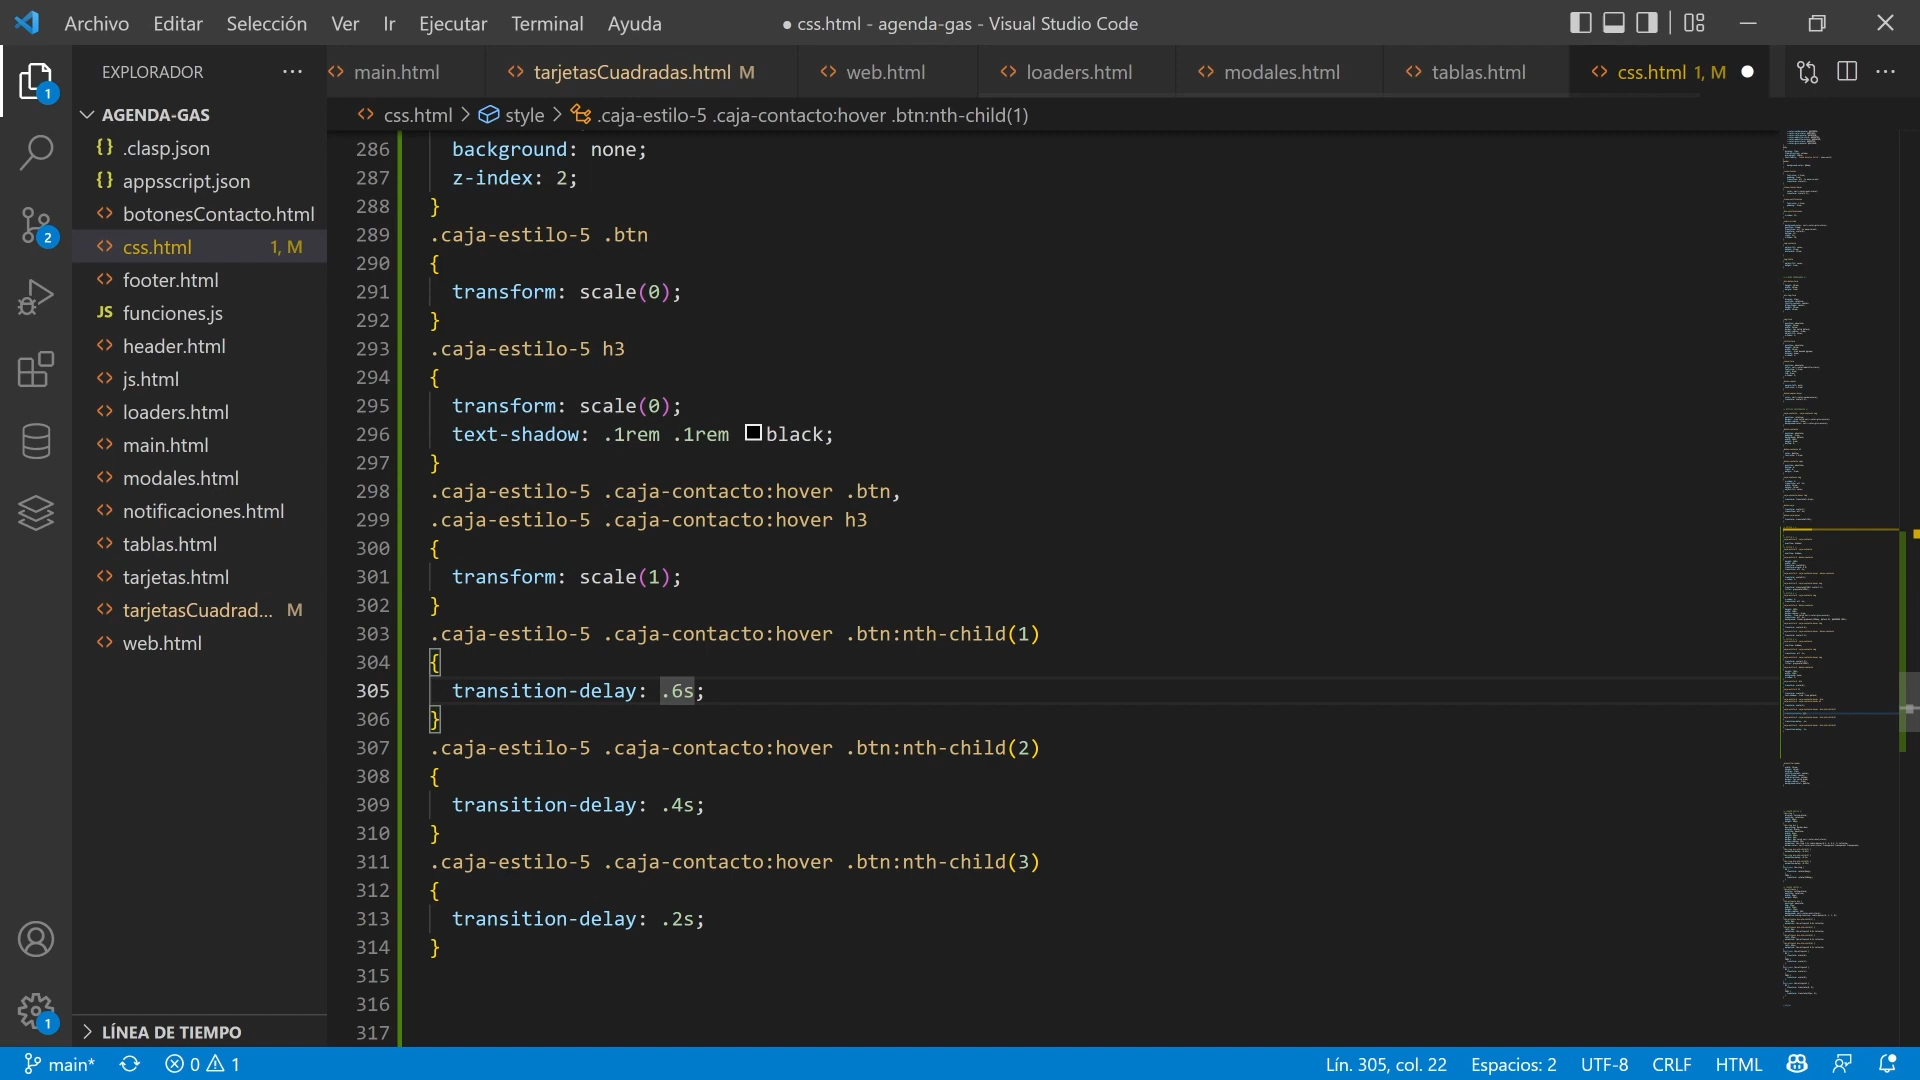 Archivo Editar Selección Ver Ir Ejecutar Terminal Ayuda
● css.html - agenda-gas - Visual Studio Code
EXPLORADOR
main.html
tarjetasCuadradas.html M
web.html
loaders.html
modales.html
tablas.html
css.html 1, M
css.html > style > .caja-estilo-5 .caja-contacto:hover .btn:nth-child(1)
1
2
1
AGENDA-GAS
.clasp.json
appsscript.json
botonesContacto.html
css.html 1, M
footer.html
funciones.js
header.html
js.html
loaders.html
main.html
modales.html
notificaciones.html
tablas.html
tarjetas.html
tarjetasCuadrad... M
web.html
LÍNEA DE TIEMPO
286 background: none;
287 z-index: 2;
288 }
289 .caja-estilo-5 .btn
290 {
291 transform: scale(0);
292 }
293 .caja-estilo-5 h3
294 {
295 transform: scale(0);
296 text-shadow: .1rem .1rem black;
297 }
298 .caja-estilo-5 .caja-contacto:hover .btn,
299 .caja-estilo-5 .caja-contacto:hover h3
300 {
301 transform: scale(1);
302 }
303 .caja-estilo-5 .caja-contacto:hover .btn:nth-child(1)
304 {
305 transition-delay: .6s;
306 }
307 .caja-estilo-5 .caja-contacto:hover .btn:nth-child(2)
308 {
309 transition-delay: .4s;
310 }
311 .caja-estilo-5 .caja-contacto:hover .btn:nth-child(3)
312 {
313 transition-delay: .2s;
314 }
315
316
317
main* 0 1
Lín. 305, col. 22 Espacios: 2 UTF-8 CRLF HTML